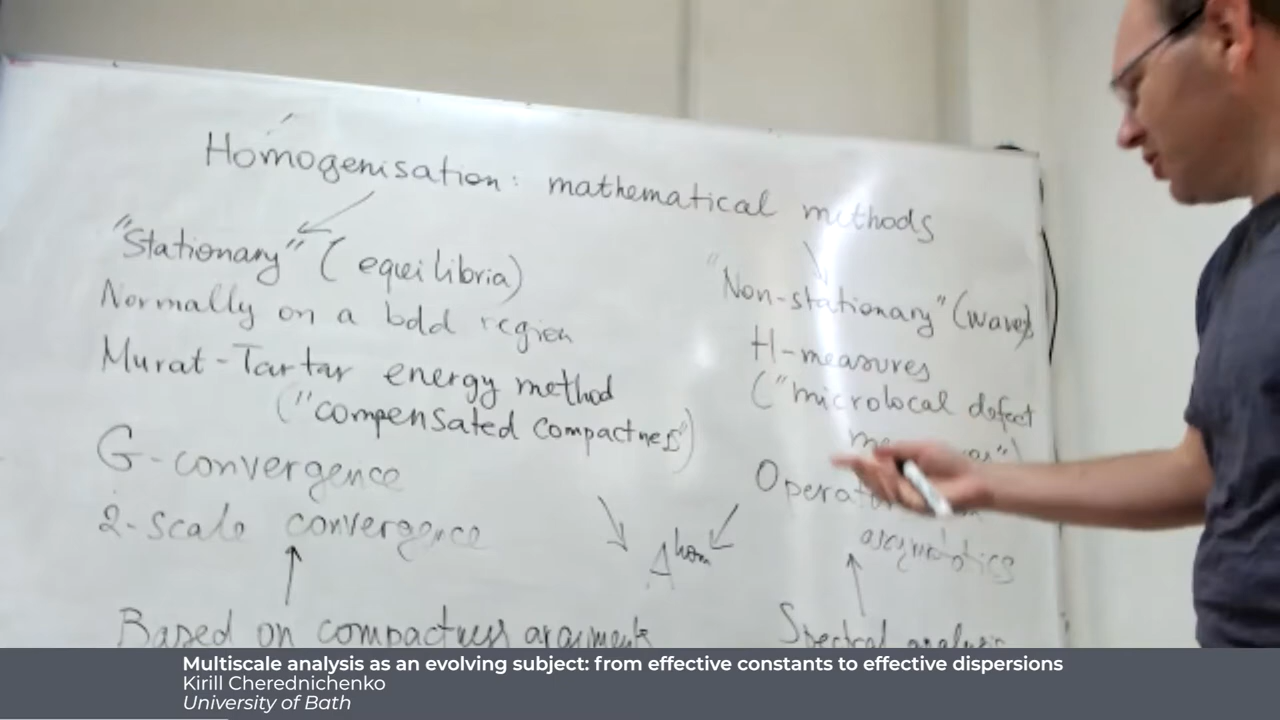 Homogenisation: mathematical methods
"Stationary" (equilibria)
Normally on a bdd region
Murat-Tartar energy method
("compensated compactness")
G-convergence
2-scale convergence
Based on compactness arguments
"Non-stationary" (waves)
H-measures
("microlocal defect
Operator
asymptotics
Spectral analysis
A^hom
Multiscale analysis as an evolving subject: from effective constants to effective dispersions
Kirill Cherednichenko
University of Bath